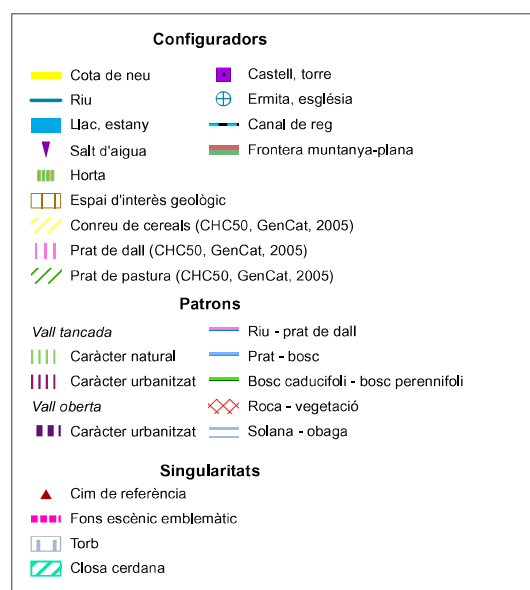 Configuradors
Cota de neu
Riu
Llac, estany
Salt d'aigua
Horta
Espai d'interès geològic
Conreu de cereals (CHC50, GenCat, 2005)
Prat de dall (CHC50, GenCat, 2005)
Prat de pastura (CHC50, GenCat, 2005)
Castell, torre
Ermita, església
Canal de reg
Frontera muntanya-plana
Patrons
Vall tancada
Caràcter natural
Caràcter urbanitzat
Vall oberta
Caràcter urbanitzat
Riu - prat de dall
Prat - bosc
Bosc caducifoli - bosc perennifoli
Roca - vegetació
Solana - obaga
Singularitats
Cim de referència
Fons escènic emblemàtic
Torb
Closa cerdana